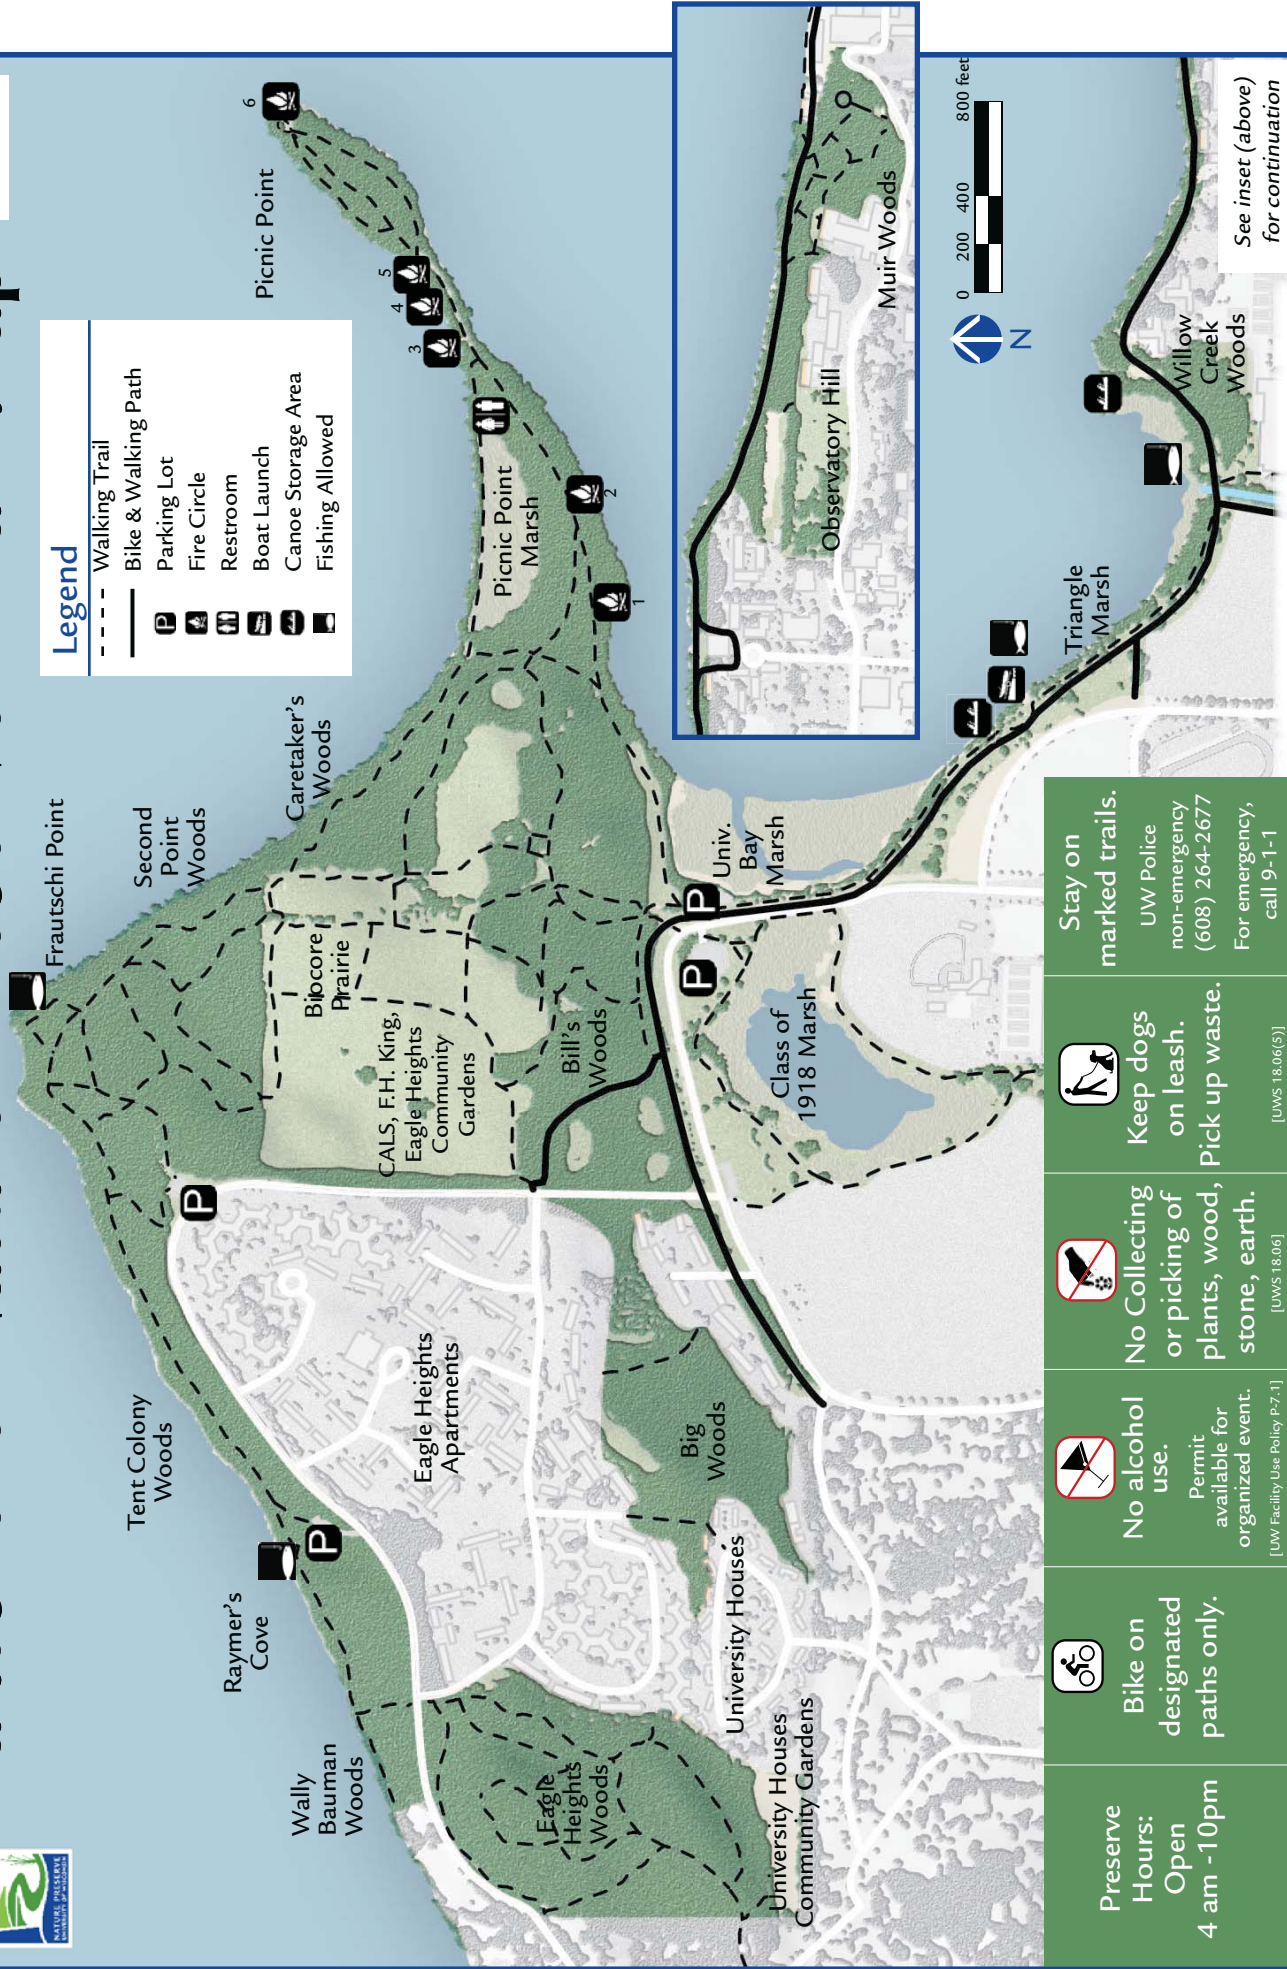 NATURE PRESERVE
UNIVERSITY OF WISCONSIN
Legend
Walking Trail
Bike & Walking Path
P Parking Lot
Fire Circle
Restroom
Boat Launch
Canoe Storage Area
Fishing Allowed
Frautschi Point
Second
Point
Woods
Caretaker's
Woods
Picnic Point
6
5
4
3
2
1
Picnic Point
Marsh
Tent Colony
Woods
P
Raymer's
Cove
P
Wally
Bauman
Woods
Biocore
Prairie
CALS, F.H. King,
Eagle Heights
Community
Gardens
Bill's
Woods
Eagle Heights
Apartments
Eagle
Heights
Woods
Big
Woods
University Houses
University Houses
Community Gardens
P
P
Univ.
Bay
Marsh
Class of
1918 Marsh
Triangle
Marsh
Willow
Creek
Woods
Observatory Hill
Muir Woods
0 200 400 800 feet
N
See inset (above)
for continuation
Preserve
Hours:
Open
4 am -10pm
Bike on
designated
paths only.
No alcohol
use.
Permit
available for
organized event.
[UW Facility Use Policy P-7.1]
No Collecting
or picking of
plants, wood,
stone, earth.
[UWS 18.06]
Keep dogs
on leash.
Pick up waste.
[UWS 18.06(5)]
Stay on
marked trails.
UW Police
non-emergency
(608) 264-2677
For emergency,
call 9-1-1